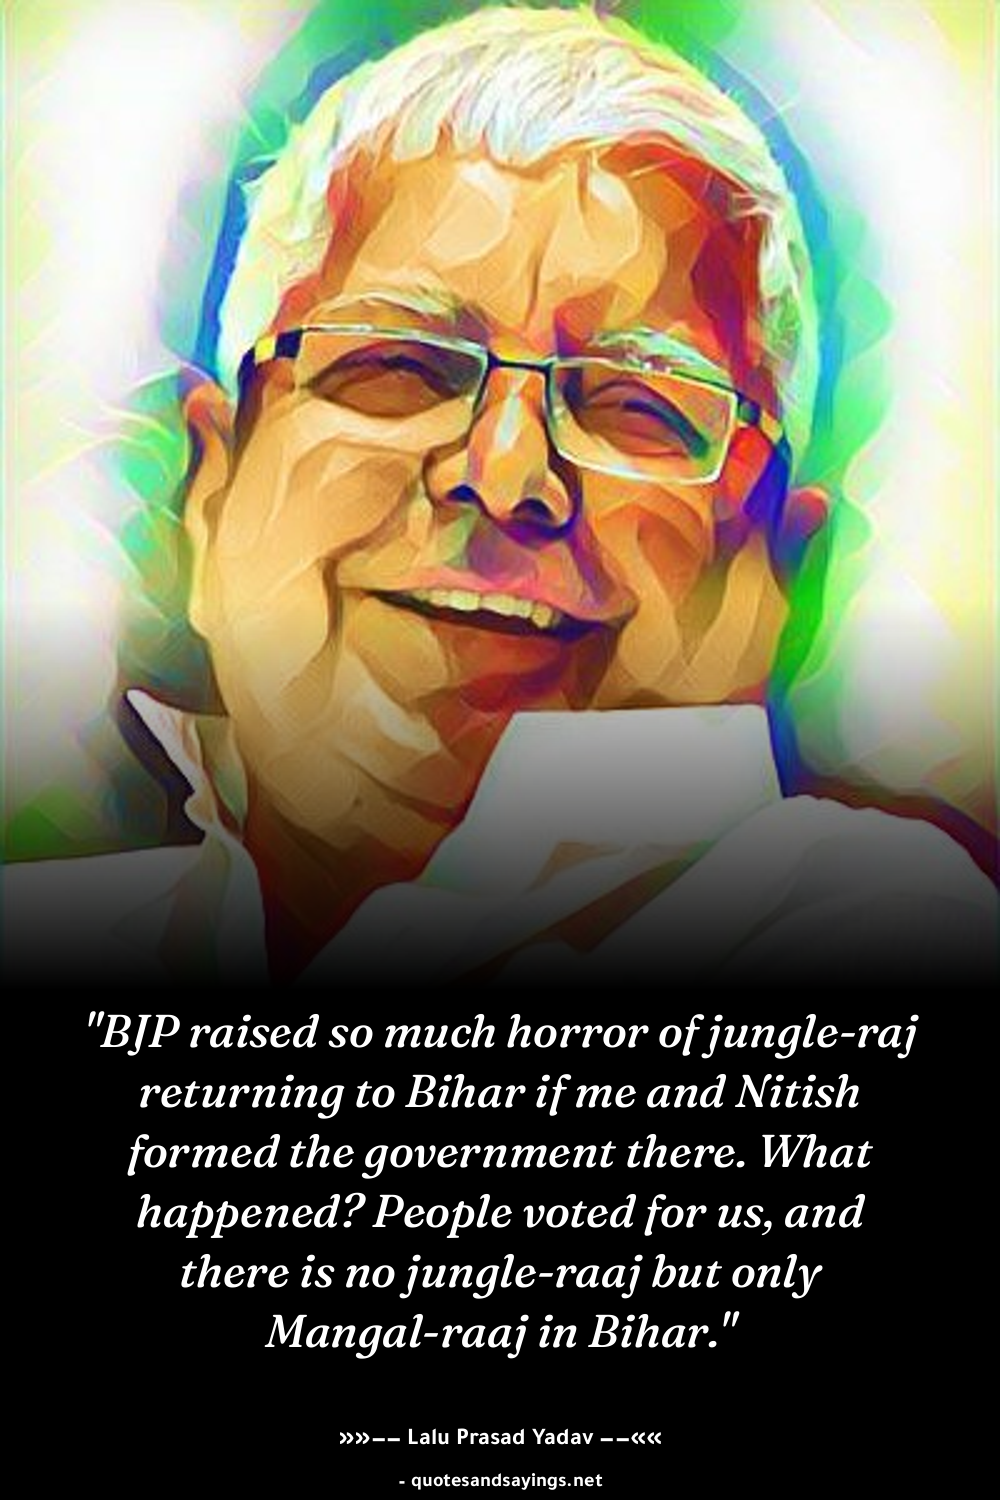 "BJP raised so much horror of jungle-raj
returning to Bihar if me and Nitish
formed the government there. What
happened? People voted for us, and
there is no jungle-raaj but only
Mangal-raaj in Bihar."
»»–– Lalu Prasad Yadav ––««
- quotesandsayings.net